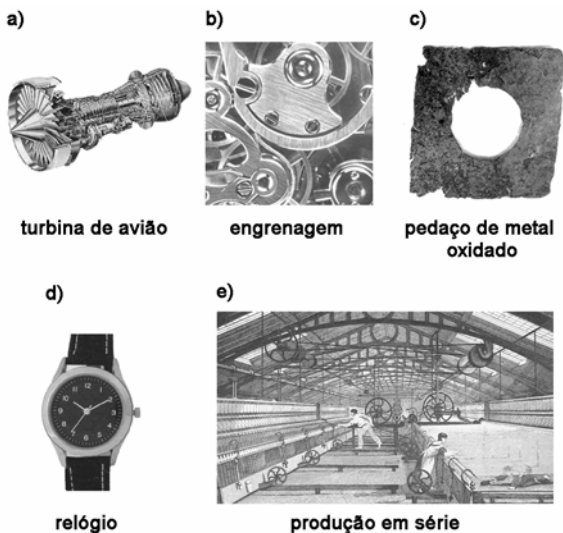 a)
b)
c)
turbina de avião
engrenagem
pedaço de metal
oxidado
d)
e)
relógio
produção em série